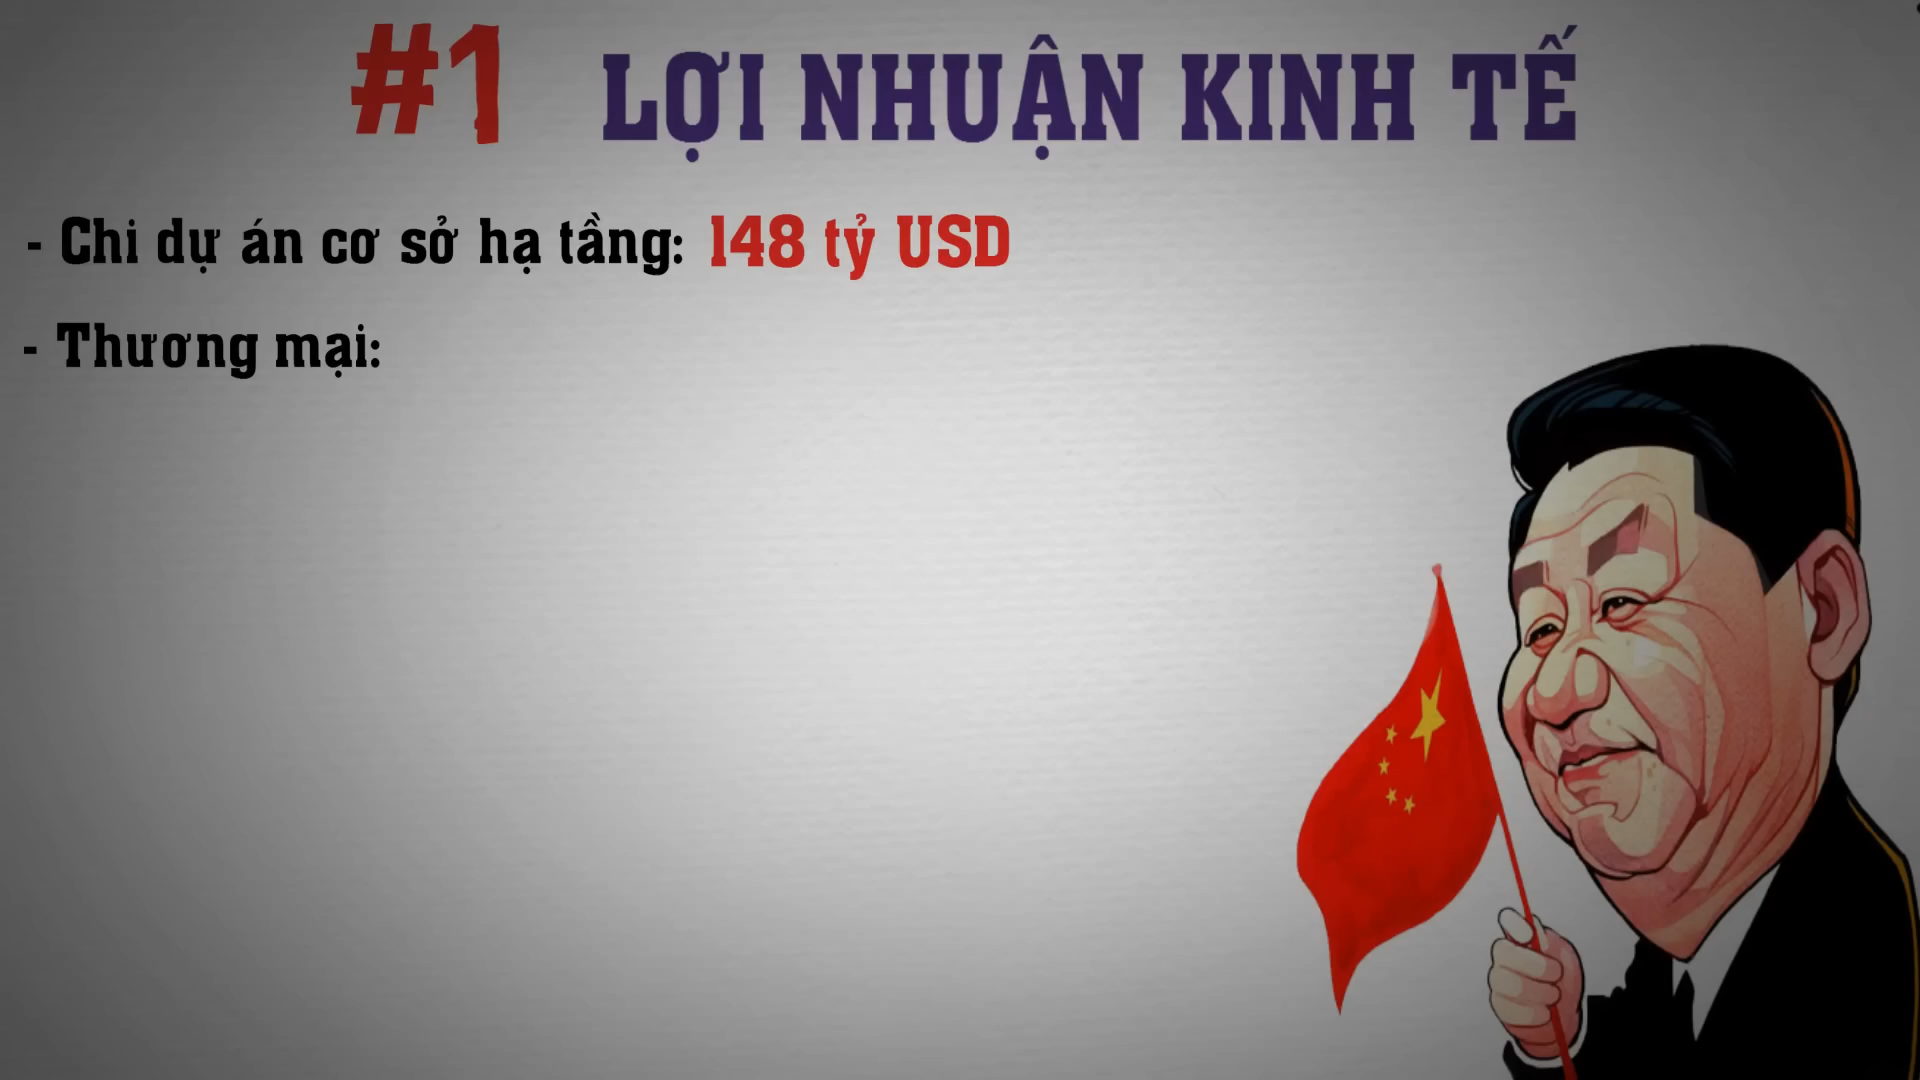 #1 LỢI NHUẬN KINH TẾ
- Chi dự án cơ sở hạ tầng: 148 tỷ USD
- Thương mại: